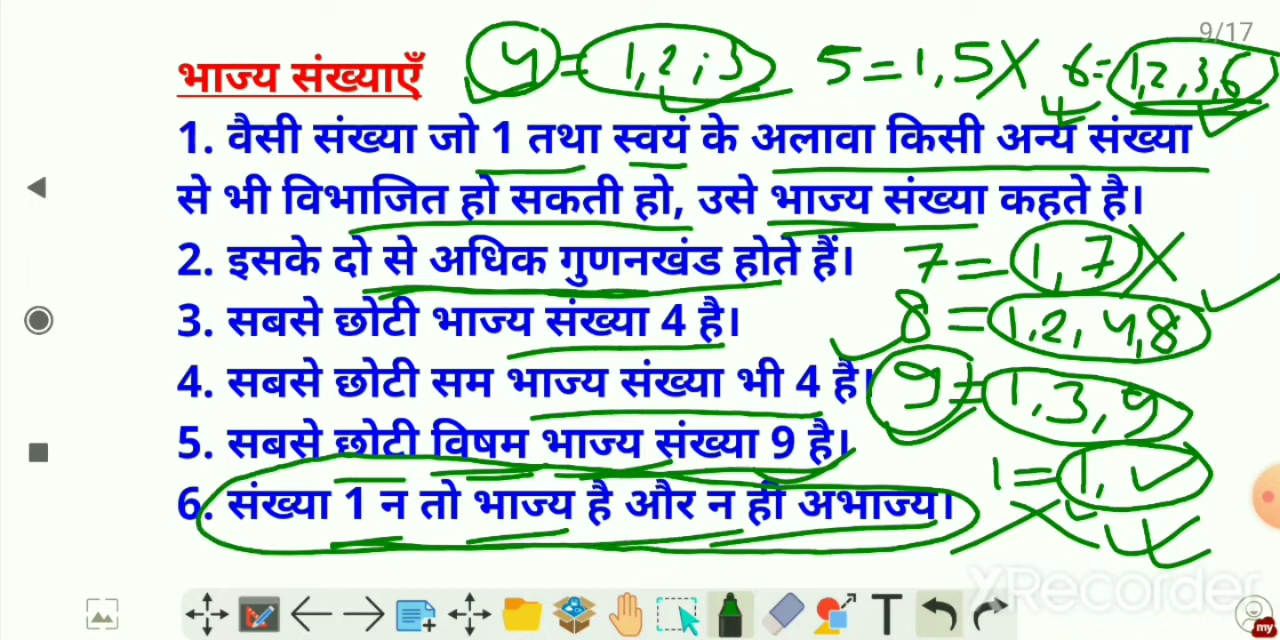 9/17
भाज्य संख्याएँ 4 = 1,2,3 5=1,5X 6=1,2,3,6
1. वैसी संख्या जो 1 तथा स्वयं के अलावा किसी अन्य संख्या
से भी विभाजित हो सकती हो, उसे भाज्य संख्या कहते है।
2. इसके दो से अधिक गुणनखंड होते हैं। 7=1,7 X
3. सबसे छोटी भाज्य संख्या 4 है। 8=1,2,4,8
4. सबसे छोटी सम भाज्य संख्या भी 4 है।
9=1,3,9
5. सबसे छोटी विषम भाज्य संख्या 9 है।
1=1,
6. संख्या 1 न तो भाज्य है और न ही अभाज्य।
XRecorder
my